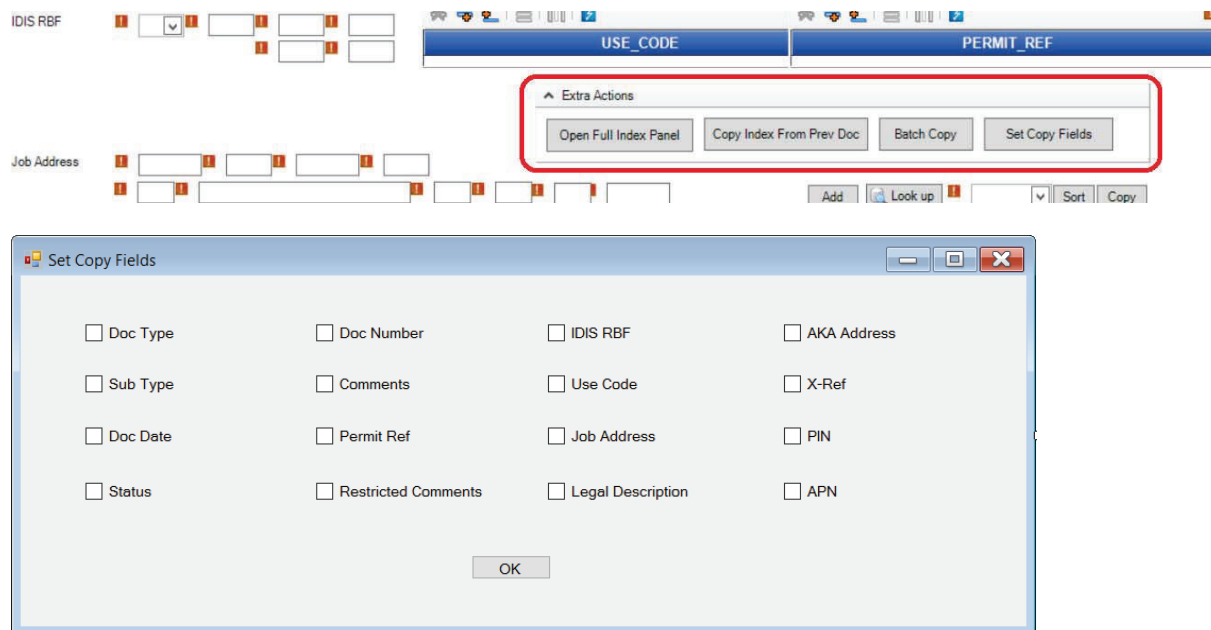 IDIS RBF
USE_CODE PERMIT_REF
Extra Actions
Open Full Index Panel Copy Index From Prev Doc Batch Copy Set Copy Fields
Job Address
Add Look up Sort Copy
Set Copy Fields
Doc Type Doc Number IDIS RBF AKA Address
Sub Type Comments Use Code X-Ref
Doc Date Permit Ref Job Address PIN
Status Restricted Comments Legal Description APN
OK